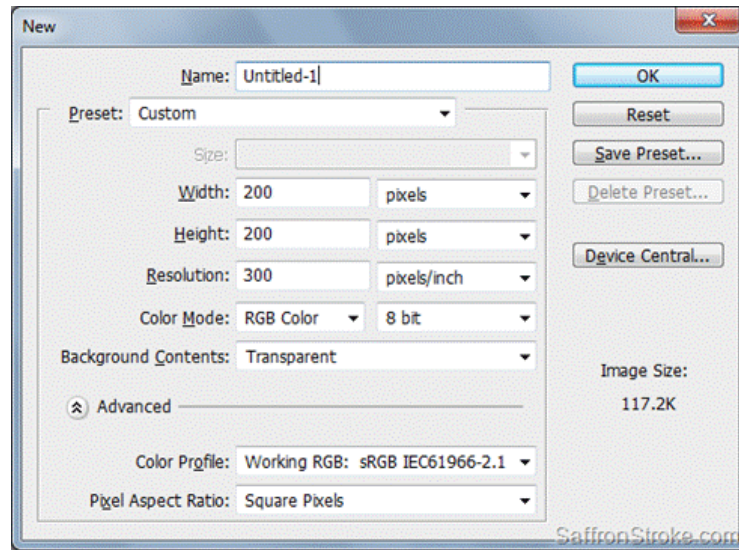 New
Name: Untitled-1
OK
Preset: Custom
Reset
Size:
Save Preset...
Width: 200 pixels
Delete Preset...
Height: 200 pixels
Device Central...
Resolution: 300 pixels/inch
Color Mode: RGB Color 8 bit
Background Contents: Transparent
Image Size:
117.2K
Advanced
Color Profile: Working RGB: sRGB IEC61966-2.1
Pixel Aspect Ratio: Square Pixels
SaffronStroke.com